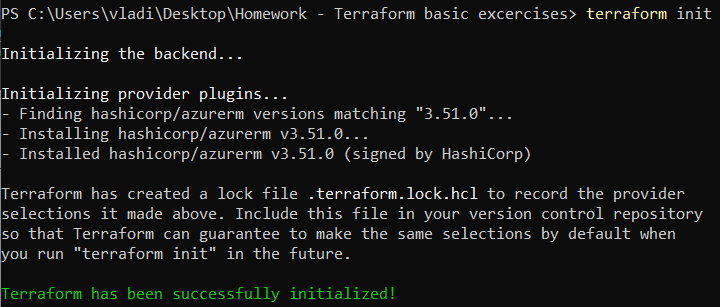 PS C:\Users\vladi\Desktop\Homework - Terraform basic excercises> terraform init
Initializing the backend...
Initializing provider plugins...
- Finding hashicorp/azurerm versions matching "3.51.0"...
- Installing hashicorp/azurerm v3.51.0...
- Installed hashicorp/azurerm v3.51.0 (signed by HashiCorp)
Terraform has created a lock file .terraform.lock.hcl to record the provider
selections it made above. Include this file in your version control repository
so that Terraform can guarantee to make the same selections by default when
you run "terraform init" in the future.
Terraform has been successfully initialized!